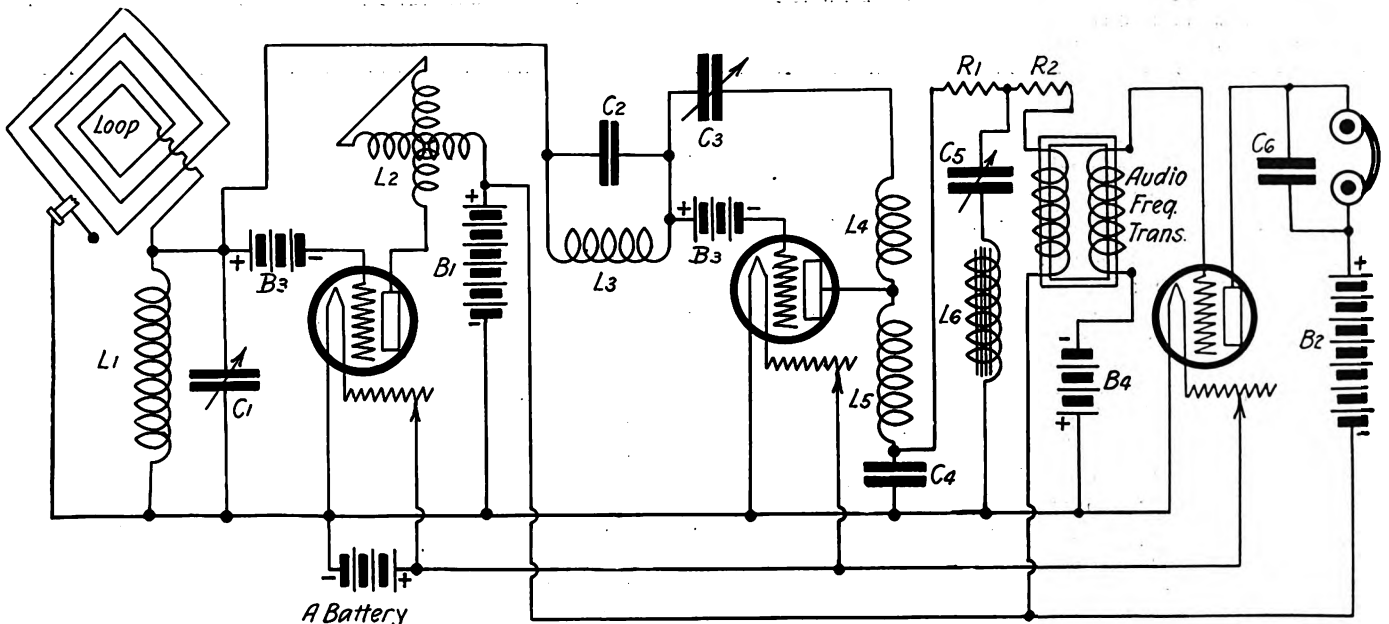 Loop
L1
C1
+ B3 -
L2
+
B1
-
- +
A Battery
C2
L3
C3
+ -
B3
L4
L5
C4
R1 R2
C5
L6
Audio
Freq.
Trans.
-
B4
+
C6
+
B2
-